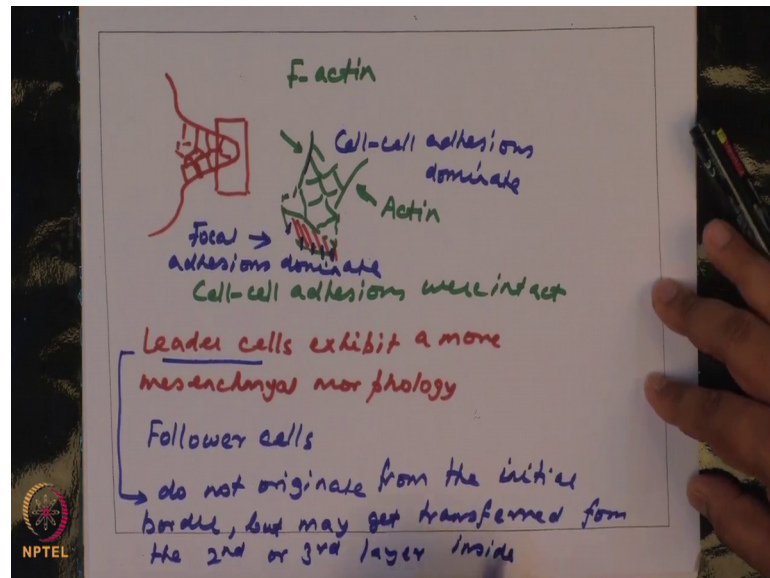 F-actin
Cell-cell adhesions
dominate
Actin
Focal →
adhesions dominate
Cell-cell adhesions were intact
Leader cells exhibit a more
mesenchymal morphology
Follower cells
do not originate from the initial
border, but may get transferred from
the 2nd or 3rd layer inside
NPTEL